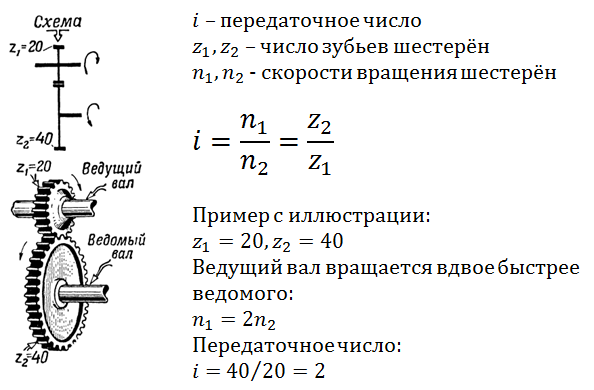 Схема
z₁=20
z₂=40
z₁=20
Ведущий
вал
Ведомый
вал
z₂=40
i – передаточное число
z₁, z₂ – число зубьев шестерён
n₁, n₂ - скорости вращения шестерён
i = n₁/n₂ = z₂/z₁
Пример с иллюстрации:
z₁ = 20, z₂ = 40
Ведущий вал вращается вдвое быстрее
ведомого:
n₁ = 2n₂
Передаточное число:
i = 40/20 = 2